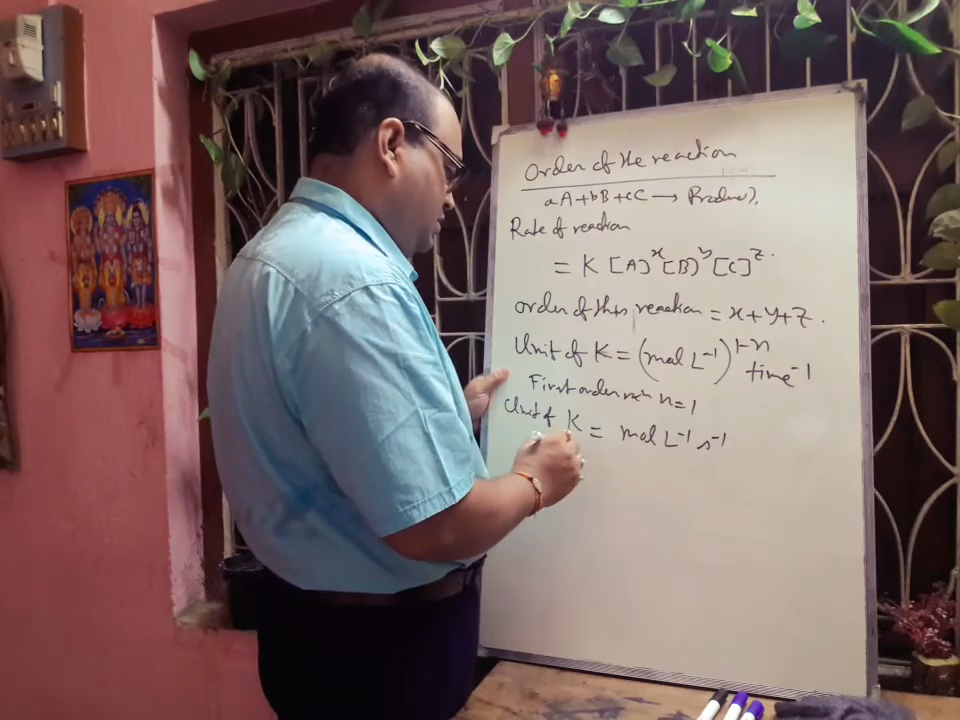 Order of the reaction
aA + bB + cC → Product),
Rate of reaction
= K [A]^x [B]^y [C]^z.
Order of this reaction = x + y + z.
Unit of K = (mol L^-1)^1-n time^-1
First order rxn n=1
Unit of K = mol L^-1 s^-1